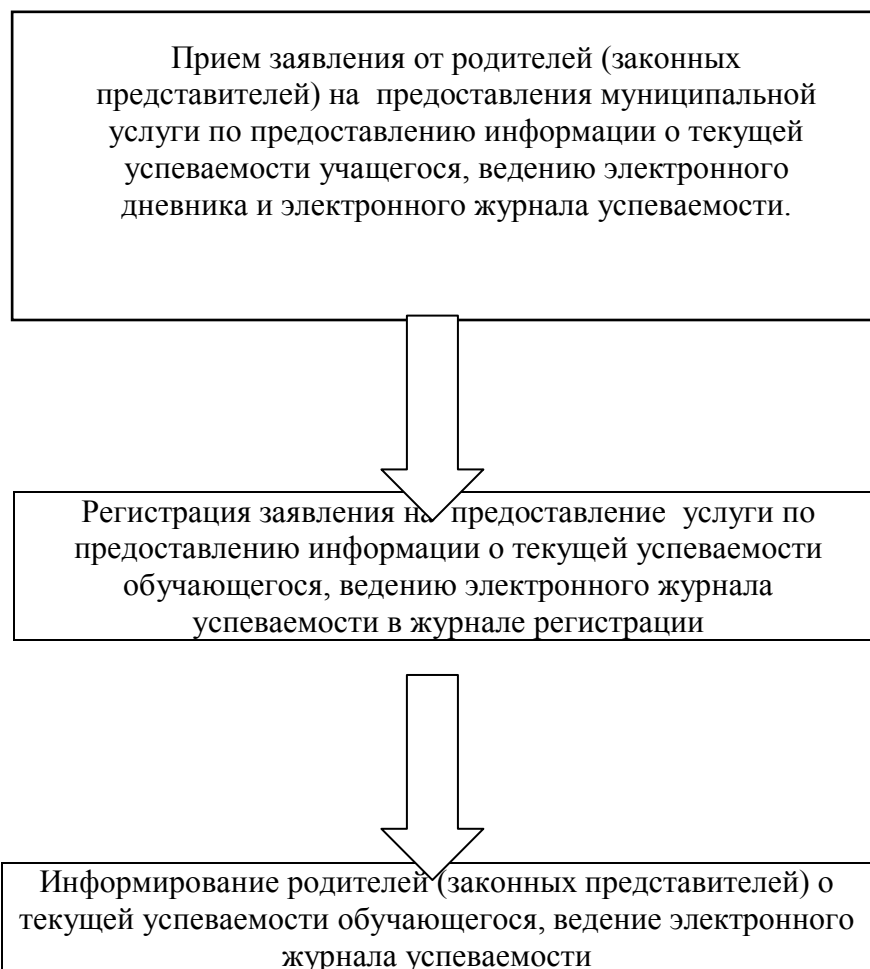 Прием заявления от родителей (законных
представителей) на предоставления муниципальной
услуги по предоставлению информации о текущей
успеваемости учащегося, ведению электронного
дневника и электронного журнала успеваемости.
Регистрация заявления на предоставление услуги по
предоставлению информации о текущей успеваемости
обучающегося, ведению электронного журнала
успеваемости в журнале регистрации
Информирование родителей (законных представителей) о
текущей успеваемости обучающегося, ведение электронного
журнала успеваемости